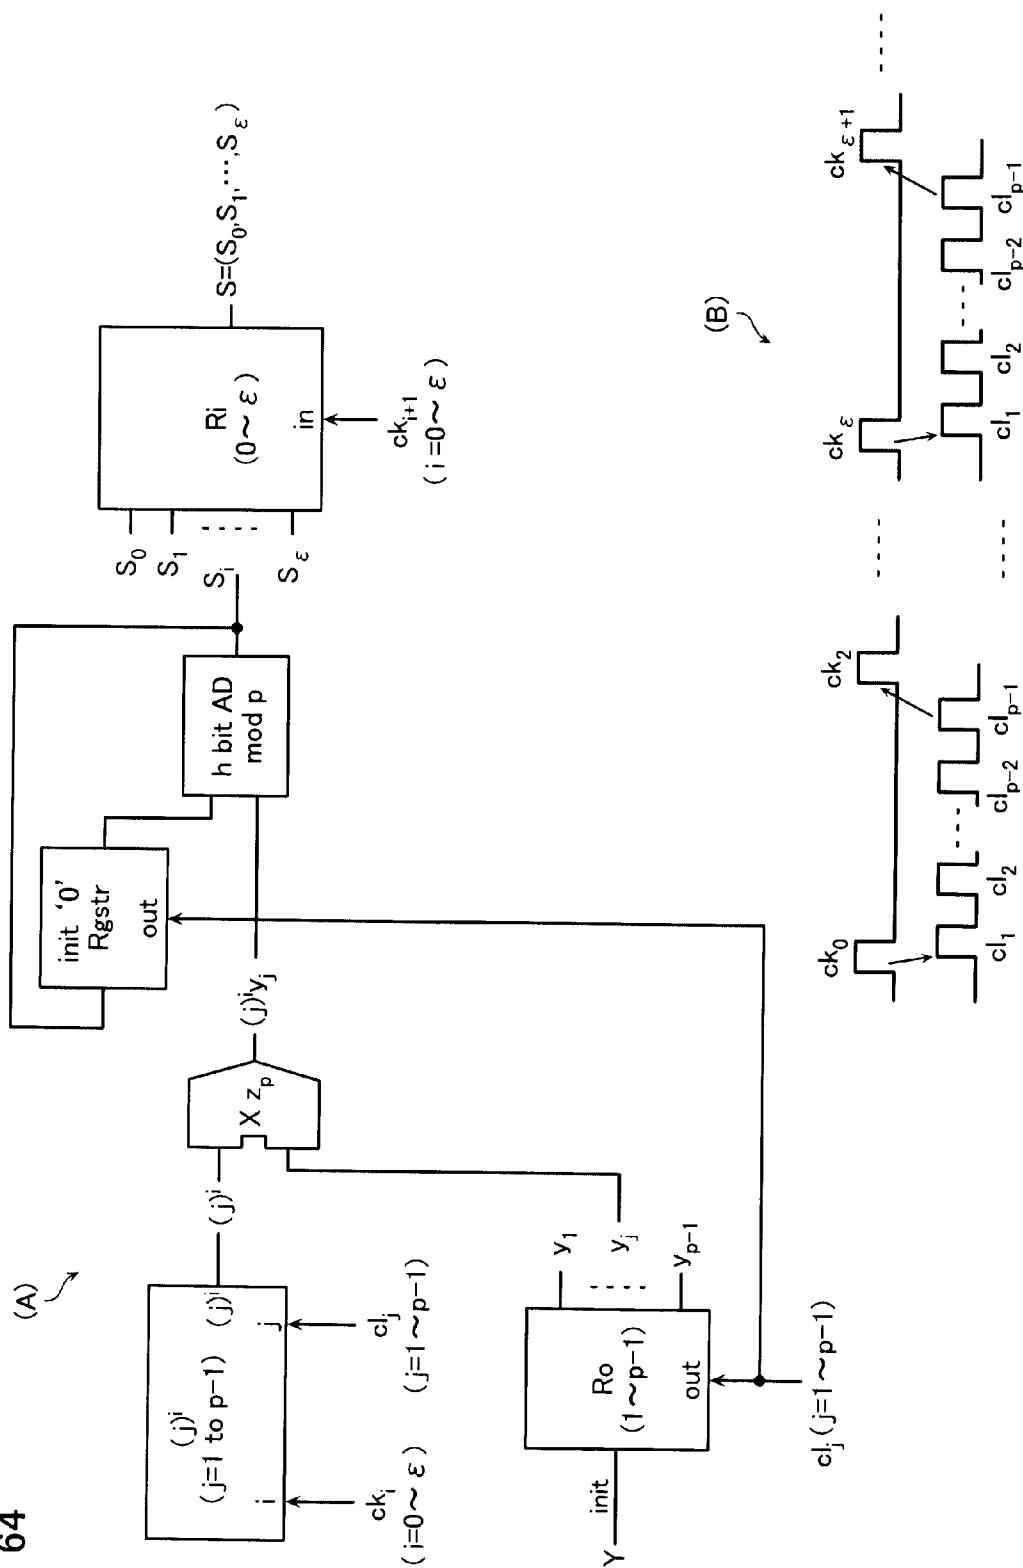 64
(A)
(j)ⁱ
(j=1 to p−1)
(j)ⁱ
i
j
ck_i
(i=0～ε)
cl_j
(j=1～p−1)
(j)ⁱ
X z_p
(j)ⁱy_j
init '0'
Rgstr
out
h bit AD
mod p
S_0
S_1
S_i
S_ε
Ri
(0～ε)
in
S=(S_0,S_1,⋯,S_ε)
ck_{i+1}
(i=0～ε)
Y
init
Ro
(1～p−1)
out
y_1
y_j
y_{p−1}
cl_j(j=1～p−1)
(B)
ck_0
ck_2
ck_ε
ck_{ε+1}
cl_1
cl_2
cl_{p−2}
cl_{p−1}
cl_1
cl_2
cl_{p−2}
cl_{p−1}